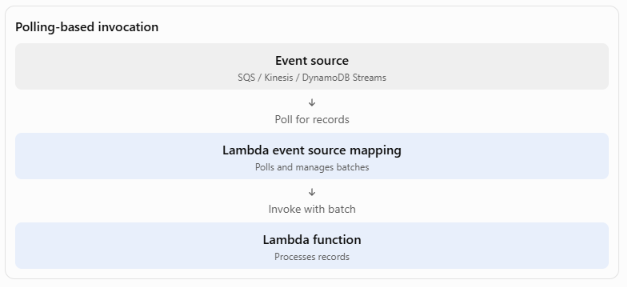 Polling-based invocation
Event source
SQS / Kinesis / DynamoDB Streams
↓
Poll for records
Lambda event source mapping
Polls and manages batches
↓
Invoke with batch
Lambda function
Processes records